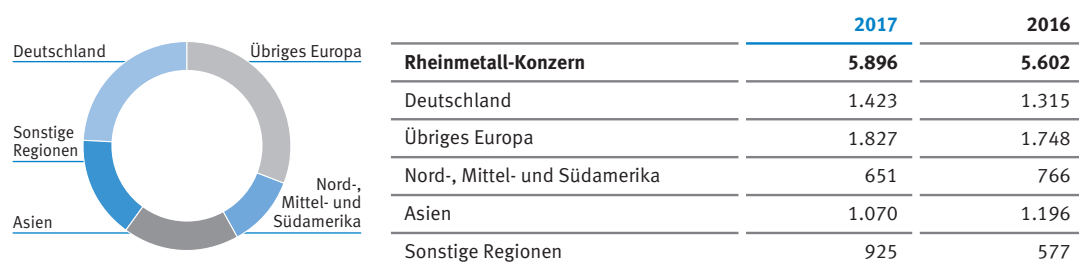 Deutschland
Übriges Europa
Sonstige
Regionen
Asien
Nord-,
Mittel- und
Südamerika
2017 2016
Rheinmetall-Konzern 5.896 5.602
Deutschland 1.423 1.315
Übriges Europa 1.827 1.748
Nord-, Mittel- und Südamerika 651 766
Asien 1.070 1.196
Sonstige Regionen 925 577